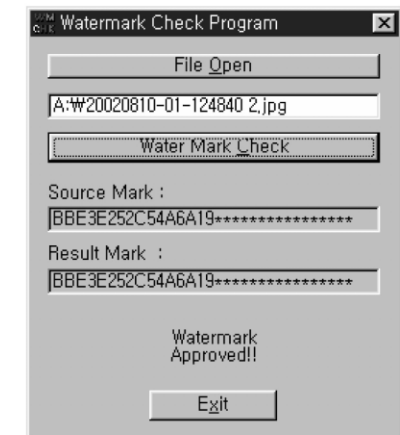 Watermark Check Program
File Open
A:₩20020810-01-124840 2.jpg
Water Mark Check
Source Mark :
BBE3E252C54A6A19****************
Result Mark :
BBE3E252C54A6A19****************
Watermark
Approved!!
Exit